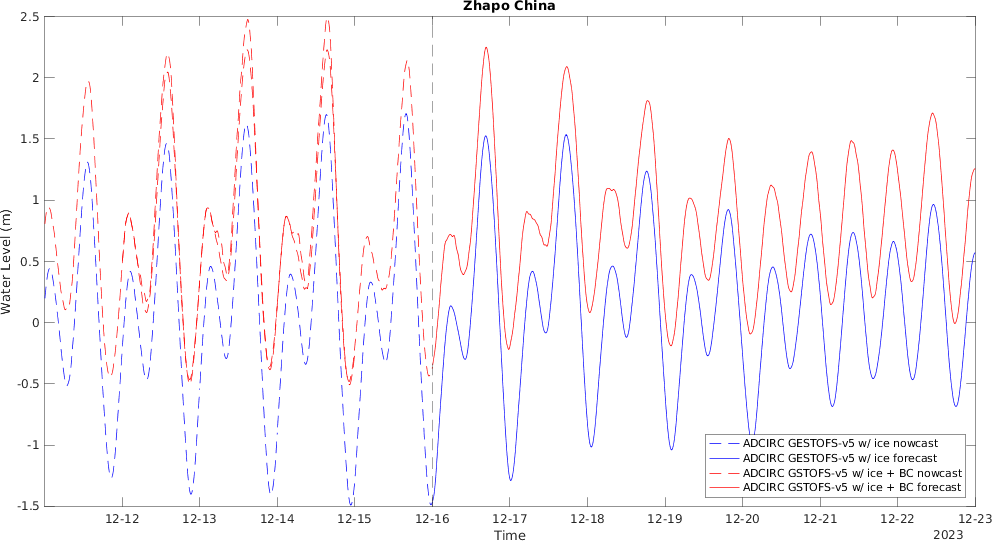 Zhapo China
2.5
2
1.5
1
0.5
0
-0.5
-1
-1.5
Water Level (m)
ADCIRC GESTOFS-v5 w/ ice nowcast
ADCIRC GESTOFS-v5 w/ ice forecast
ADCIRC GSTOFS-v5 w/ ice + BC nowcast
ADCIRC GSTOFS-v5 w/ ice + BC forecast
12-12 12-13 12-14 12-15 12-16 12-17 12-18 12-19 12-20 12-21 12-22 12-23
Time
2023